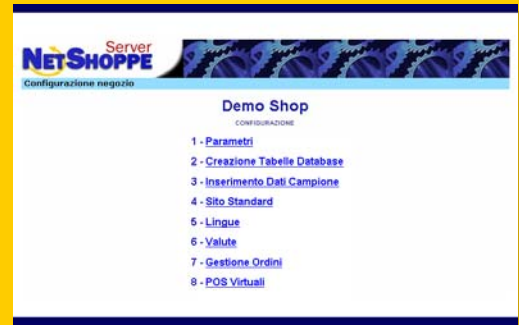 Server
NETSHOPPE
Configurazione negozio
Demo Shop
CONFIGURAZIONE
1 - Parametri
2 - Creazione Tabelle Database
3 - Inserimento Dati Campione
4 - Sito Standard
5 - Lingue
6 - Valute
7 - Gestione Ordini
8 - POS Virtuali